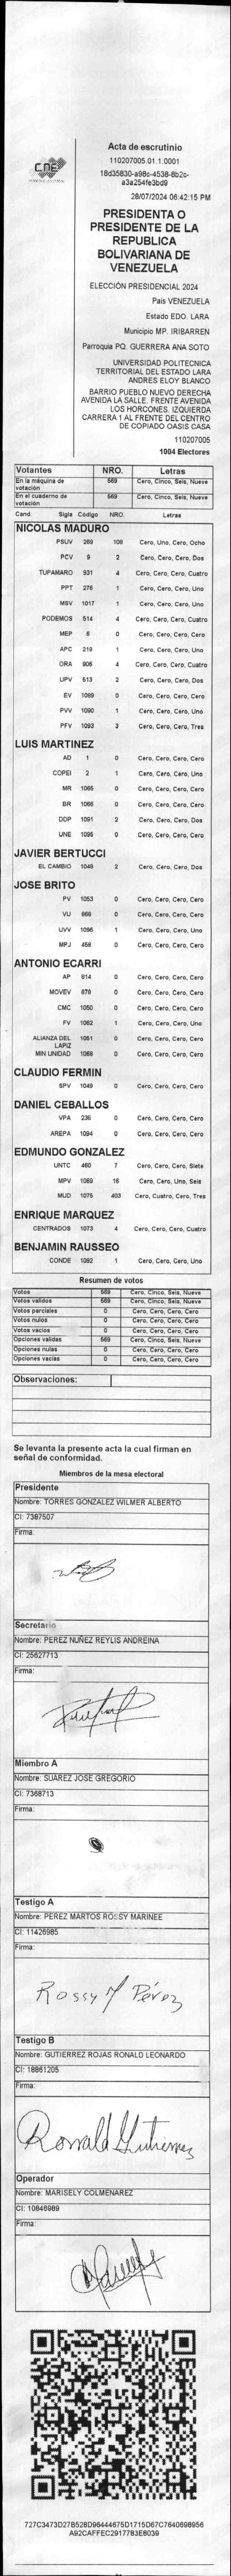 CNE
Acta de escrutinio
110207005.01.1.0001
18d35830-a98c-4538-8b2c-
a3a254fe3bd9
28/07/2024 06:42:15 PM
PRESIDENTA O
PRESIDENTE DE LA
REPUBLICA
BOLIVARIANA DE
VENEZUELA
ELECCIÓN PRESIDENCIAL 2024
País VENEZUELA
Estado EDO. LARA
Municipio MP. IRIBARREN
Parroquia PQ. GUERRERA ANA SOTO
UNIVERSIDAD POLITECNICA
TERRITORIAL DEL ESTADO LARA
ANDRES ELOY BLANCO
BARRIO PUEBLO NUEVO DERECHA
AVENIDA LA SALLE. FRENTE AVENIDA
LOS HORCONES. IZQUIERDA
CARRERA 1 AL FRENTE DEL CENTRO
DE COPIADO OASIS CASA
110207005
1004 Electores
Votantes NRO. Letras
En la máquina de votación 569 Cero, Cinco, Seis, Nueve
En el cuaderno de votación 569 Cero, Cinco, Seis, Nueve
Cand. Sigla Código NRO. Letras
NICOLAS MADURO
PSUV 269 108 Cero, Uno, Cero, Ocho
PCV 9 2 Cero, Cero, Cero, Dos
TUPAMARO 931 4 Cero, Cero, Cero, Cuatro
PPT 278 1 Cero, Cero, Cero, Uno
MSV 1017 1 Cero, Cero, Cero, Uno
PODEMOS 514 4 Cero, Cero, Cero, Cuatro
MEP 6 0 Cero, Cero, Cero, Cero
APC 219 1 Cero, Cero, Cero, Uno
ORA 906 4 Cero, Cero, Cero, Cuatro
UPV 513 2 Cero, Cero, Cero, Dos
EV 1089 0 Cero, Cero, Cero, Cero
PVV 1090 1 Cero, Cero, Cero, Uno
PFV 1093 3 Cero, Cero, Cero, Tres
LUIS MARTINEZ
AD 1 0 Cero, Cero, Cero, Cero
COPEI 2 1 Cero, Cero, Cero, Uno
MR 1065 0 Cero, Cero, Cero, Cero
BR 1066 0 Cero, Cero, Cero, Cero
DDP 1091 2 Cero, Cero, Cero, Dos
UNE 1095 0 Cero, Cero, Cero, Cero
JAVIER BERTUCCI
EL CAMBIO 1048 2 Cero, Cero, Cero, Dos
JOSE BRITO
PV 1053 0 Cero, Cero, Cero, Cero
VU 868 0 Cero, Cero, Cero, Cero
UVV 1096 1 Cero, Cero, Cero, Uno
MPJ 458 0 Cero, Cero, Cero, Cero
ANTONIO ECARRI
AP 814 0 Cero, Cero, Cero, Cero
MOVEV 878 0 Cero, Cero, Cero, Cero
CMC 1050 0 Cero, Cero, Cero, Cero
FV 1062 1 Cero, Cero, Cero, Uno
ALIANZA DEL LAPIZ 1051 0 Cero, Cero, Cero, Cero
MIN UNIDAD 1068 0 Cero, Cero, Cero, Cero
CLAUDIO FERMIN
SPV 1049 0 Cero, Cero, Cero, Cero
DANIEL CEBALLOS
VPA 236 0 Cero, Cero, Cero, Cero
AREPA 1094 0 Cero, Cero, Cero, Cero
EDMUNDO GONZALEZ
UNTC 460 7 Cero, Cero, Cero, Siete
MPV 1069 16 Cero, Cero, Uno, Seis
MUD 1075 403 Cero, Cuatro, Cero, Tres
ENRIQUE MARQUEZ
CENTRADOS 1073 4 Cero, Cero, Cero, Cuatro
BENJAMIN RAUSSEO
CONDE 1092 1 Cero, Cero, Cero, Uno
Resumen de votos
Votos 569 Cero, Cinco, Seis, Nueve
Votos validos 569 Cero, Cinco, Seis, Nueve
Votos parciales 0 Cero, Cero, Cero, Cero
Votos nulos 0 Cero, Cero, Cero, Cero
Votos vacios 0 Cero, Cero, Cero, Cero
Opciones validas 569 Cero, Cinco, Seis, Nueve
Opciones nulas 0 Cero, Cero, Cero, Cero
Opciones vacias 0 Cero, Cero, Cero, Cero
Observaciones:
Se levanta la presente acta la cual firman en
señal de conformidad.
Miembros de la mesa electoral
Presidente
Nombre: TORRES GONZALEZ WILMER ALBERTO
CI: 7387507
Firma:
Secretario
Nombre: PEREZ NUÑEZ REYLIS ANDREINA
CI: 25627713
Firma:
Miembro A
Nombre: SUAREZ JOSE GREGORIO
CI: 7368713
Firma:
Testigo A
Nombre: PEREZ MARTOS ROSSY MARINEE
CI: 11426985
Firma:
Rossy M Pérez
Testigo B
Nombre: GUTIERREZ ROJAS RONALD LEONARDO
CI: 18861205
Firma:
Ronald Gutierrez
Operador
Nombre: MARISELY COLMENAREZ
CI: 10846989
Firma:
727C3473D27B528D96444675D1715D67C7640698956
A92CAFFEC2917783E8039